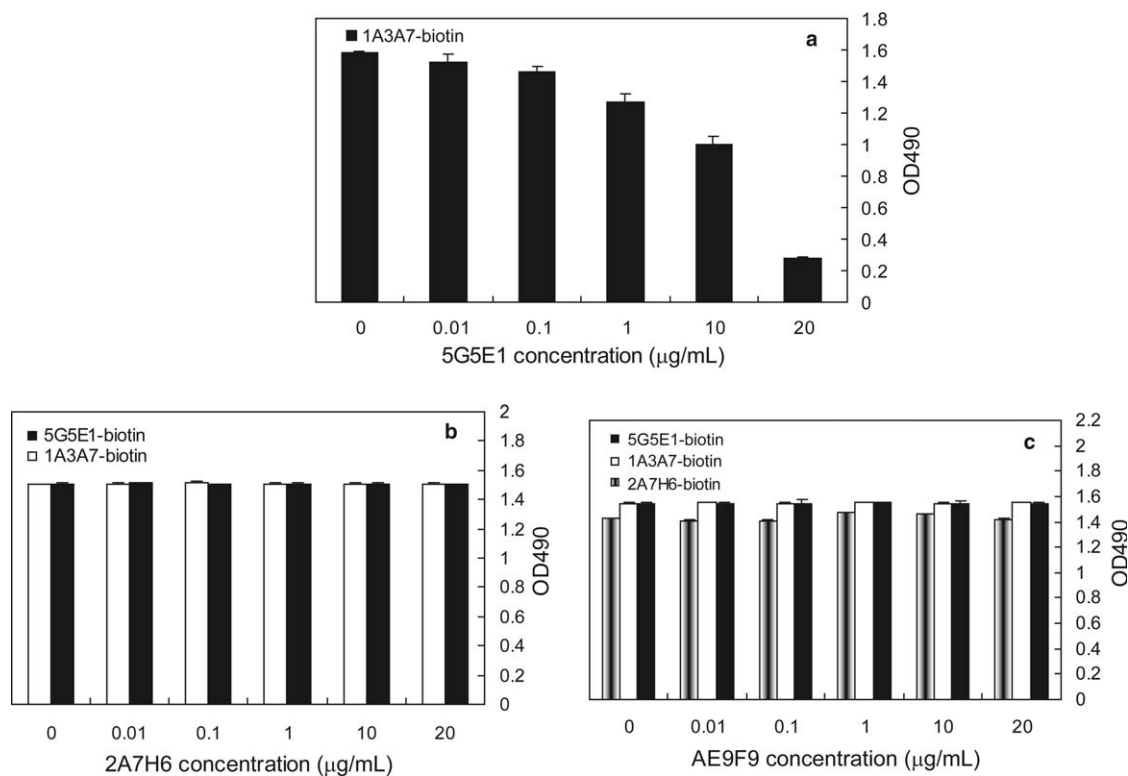 1A3A7-biotin
a
1.8
1.6
1.4
1.2
1
0.8
0.6
0.4
0.2
0
OD490
0 0.01 0.1 1 10 20
5G5E1 concentration (μg/mL)
5G5E1-biotin
1A3A7-biotin
b
2
1.8
1.6
1.4
1.2
1
0.8
0.6
0.4
0.2
0
OD490
0 0.01 0.1 1 10 20
2A7H6 concentration (μg/mL)
5G5E1-biotin
1A3A7-biotin
2A7H6-biotin
c
2.2
2
1.8
1.6
1.4
1.2
1
0.8
0.6
0.4
0.2
0
OD490
0 0.01 0.1 1 10 20
AE9F9 concentration (μg/mL)